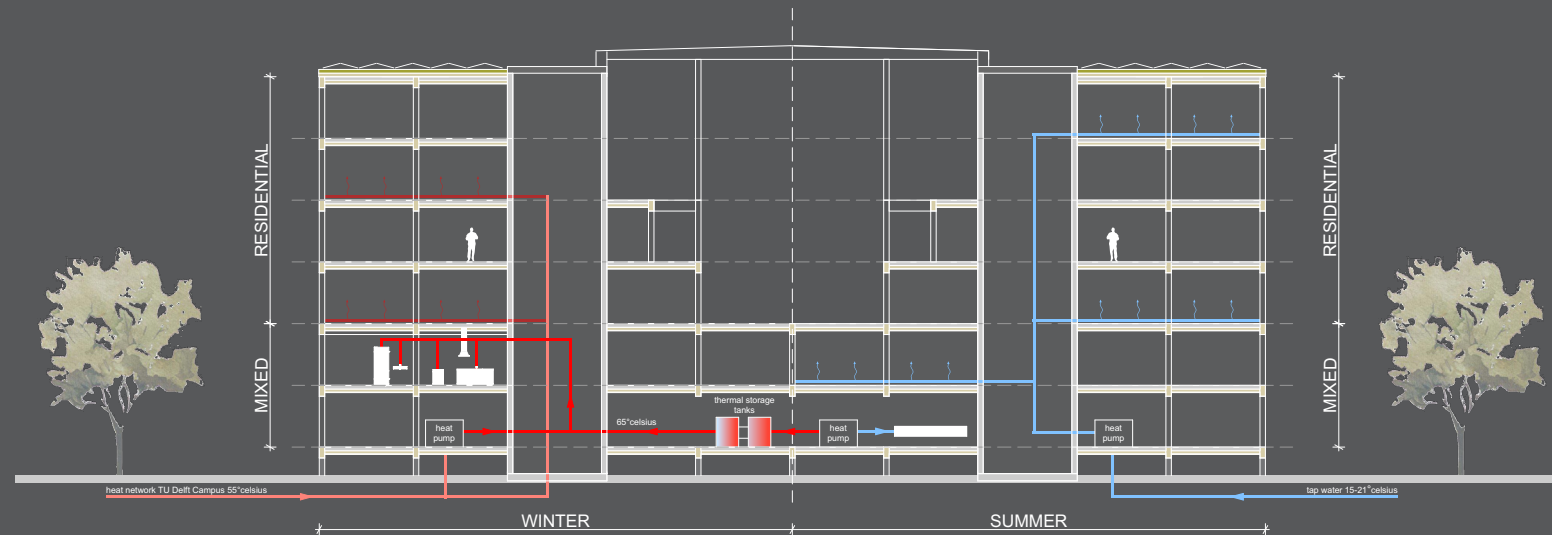 RESIDENTIAL
RESIDENTIAL
MIXED
MIXED
thermal storage
tanks
65°celsius
heat
pump
heat
pump
heat
pump
heat network TU Delft Campus 55°celsius
tap water 15-21°celsius
WINTER
SUMMER